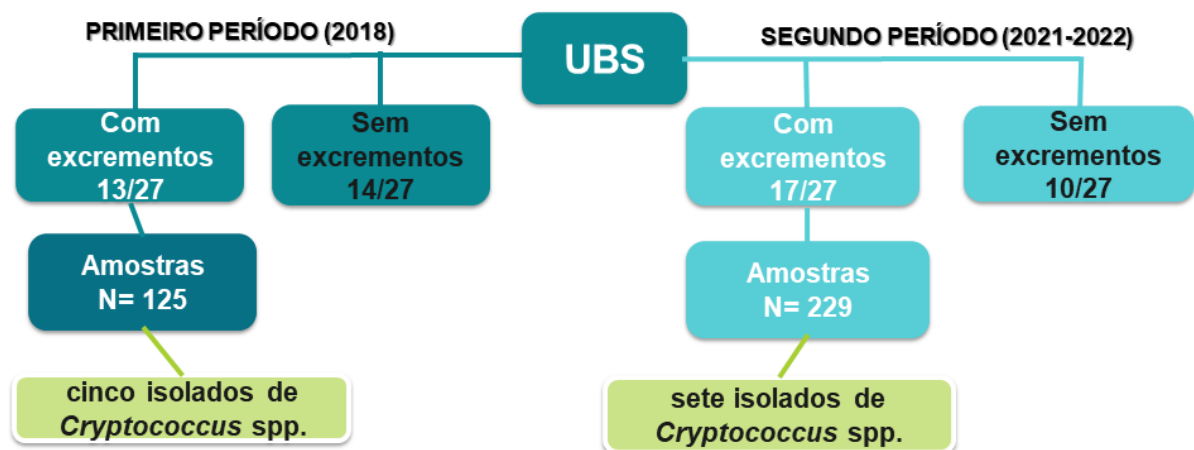 PRIMEIRO PERÍODO (2018)
UBS
SEGUNDO PERÍODO (2021-2022)
Com
excrementos
13/27
Sem
excrementos
14/27
Com
excrementos
17/27
Sem
excrementos
10/27
Amostras
N= 125
Amostras
N= 229
cinco isolados de
Cryptococcus spp.
sete isolados de
Cryptococcus spp.